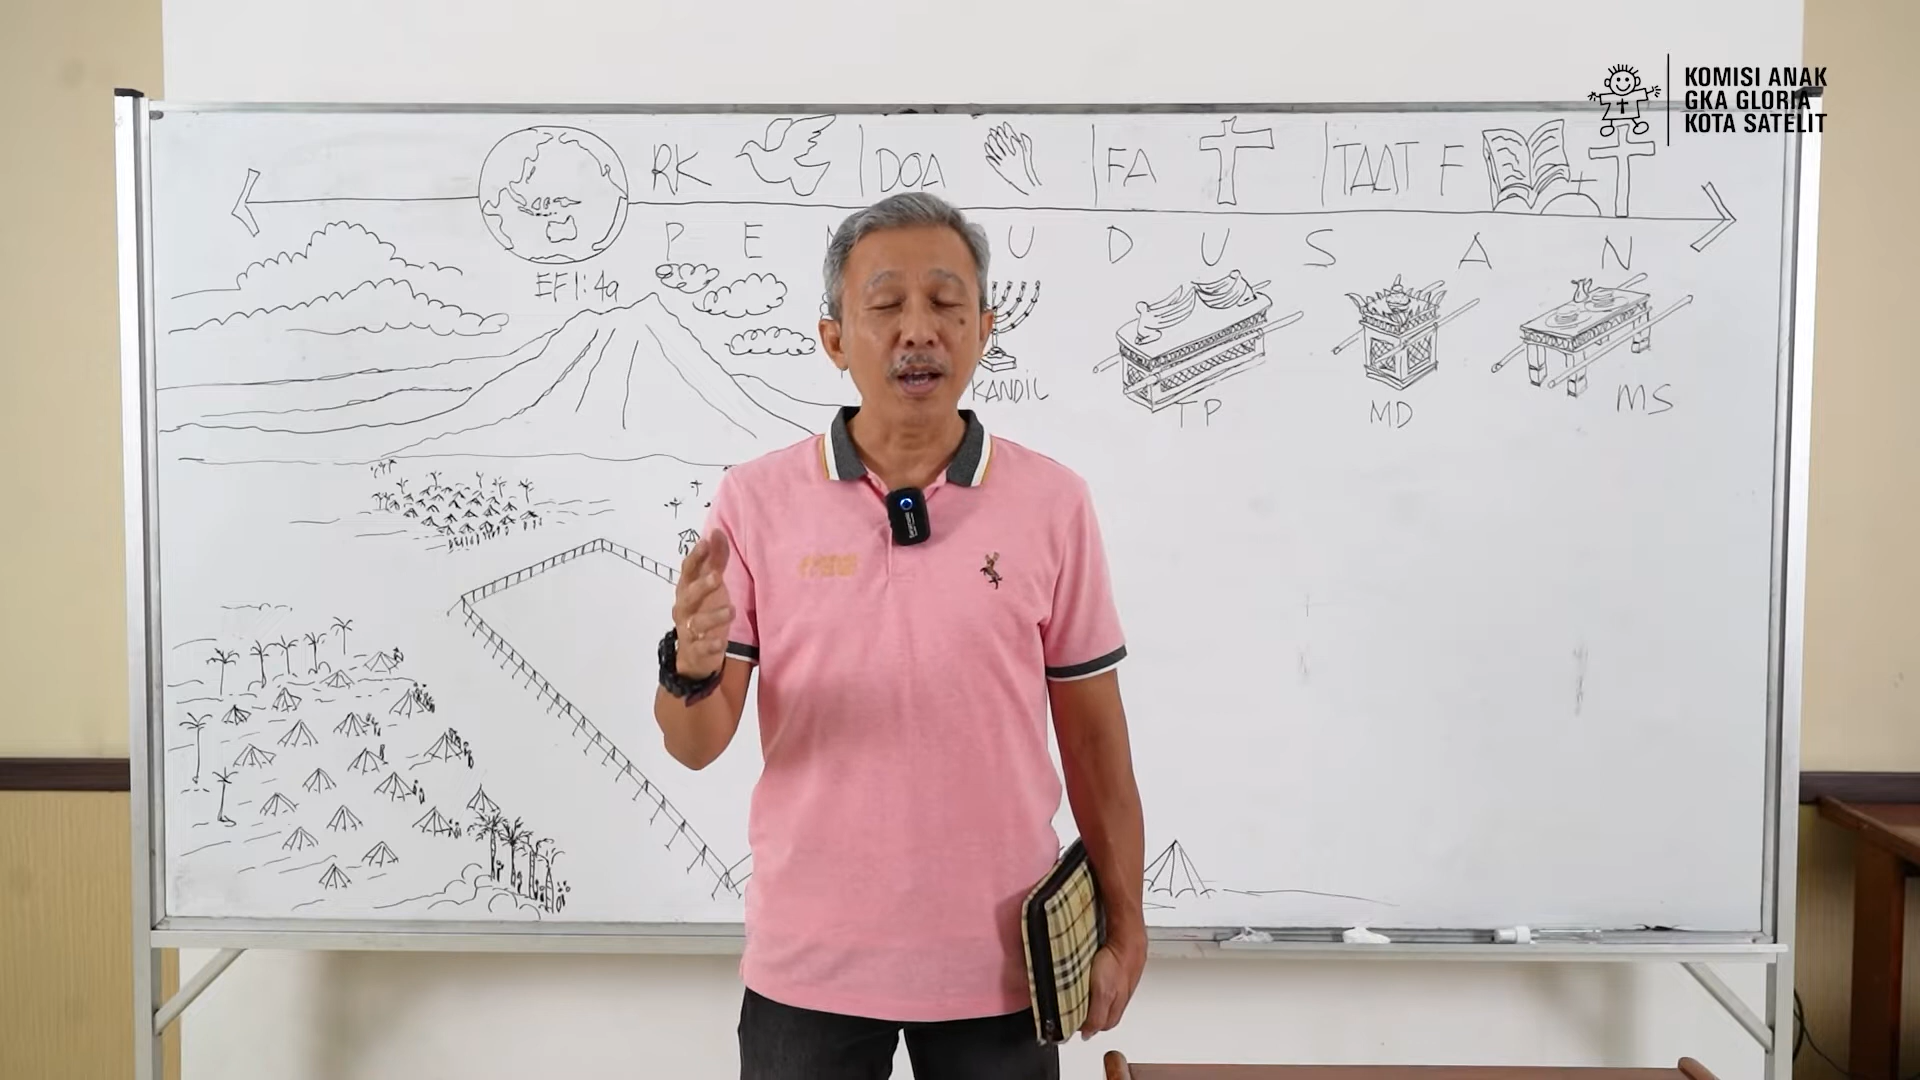 KOMISI ANAK
GKA GLORIA
KOTA SATELIT
RK DOA FA TAAT F
P E U D U S A N
EF 1:4a
KANDIL TP MD MS